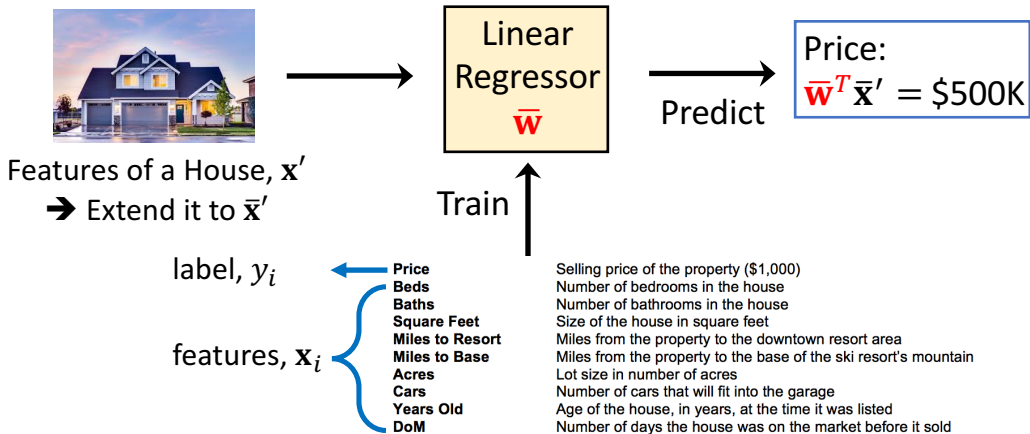 Linear
Regressor
𝐰̄
Predict
Price:
𝐰̄ᵀ𝐱̄′ = $500K
Features of a House, 𝐱′
➔ Extend it to 𝐱̄′
Train
label, yᵢ
features, 𝐱ᵢ
Price Selling price of the property ($1,000)
Beds Number of bedrooms in the house
Baths Number of bathrooms in the house
Square Feet Size of the house in square feet
Miles to Resort Miles from the property to the downtown resort area
Miles to Base Miles from the property to the base of the ski resort's mountain
Acres Lot size in number of acres
Cars Number of cars that will fit into the garage
Years Old Age of the house, in years, at the time it was listed
DoM Number of days the house was on the market before it sold